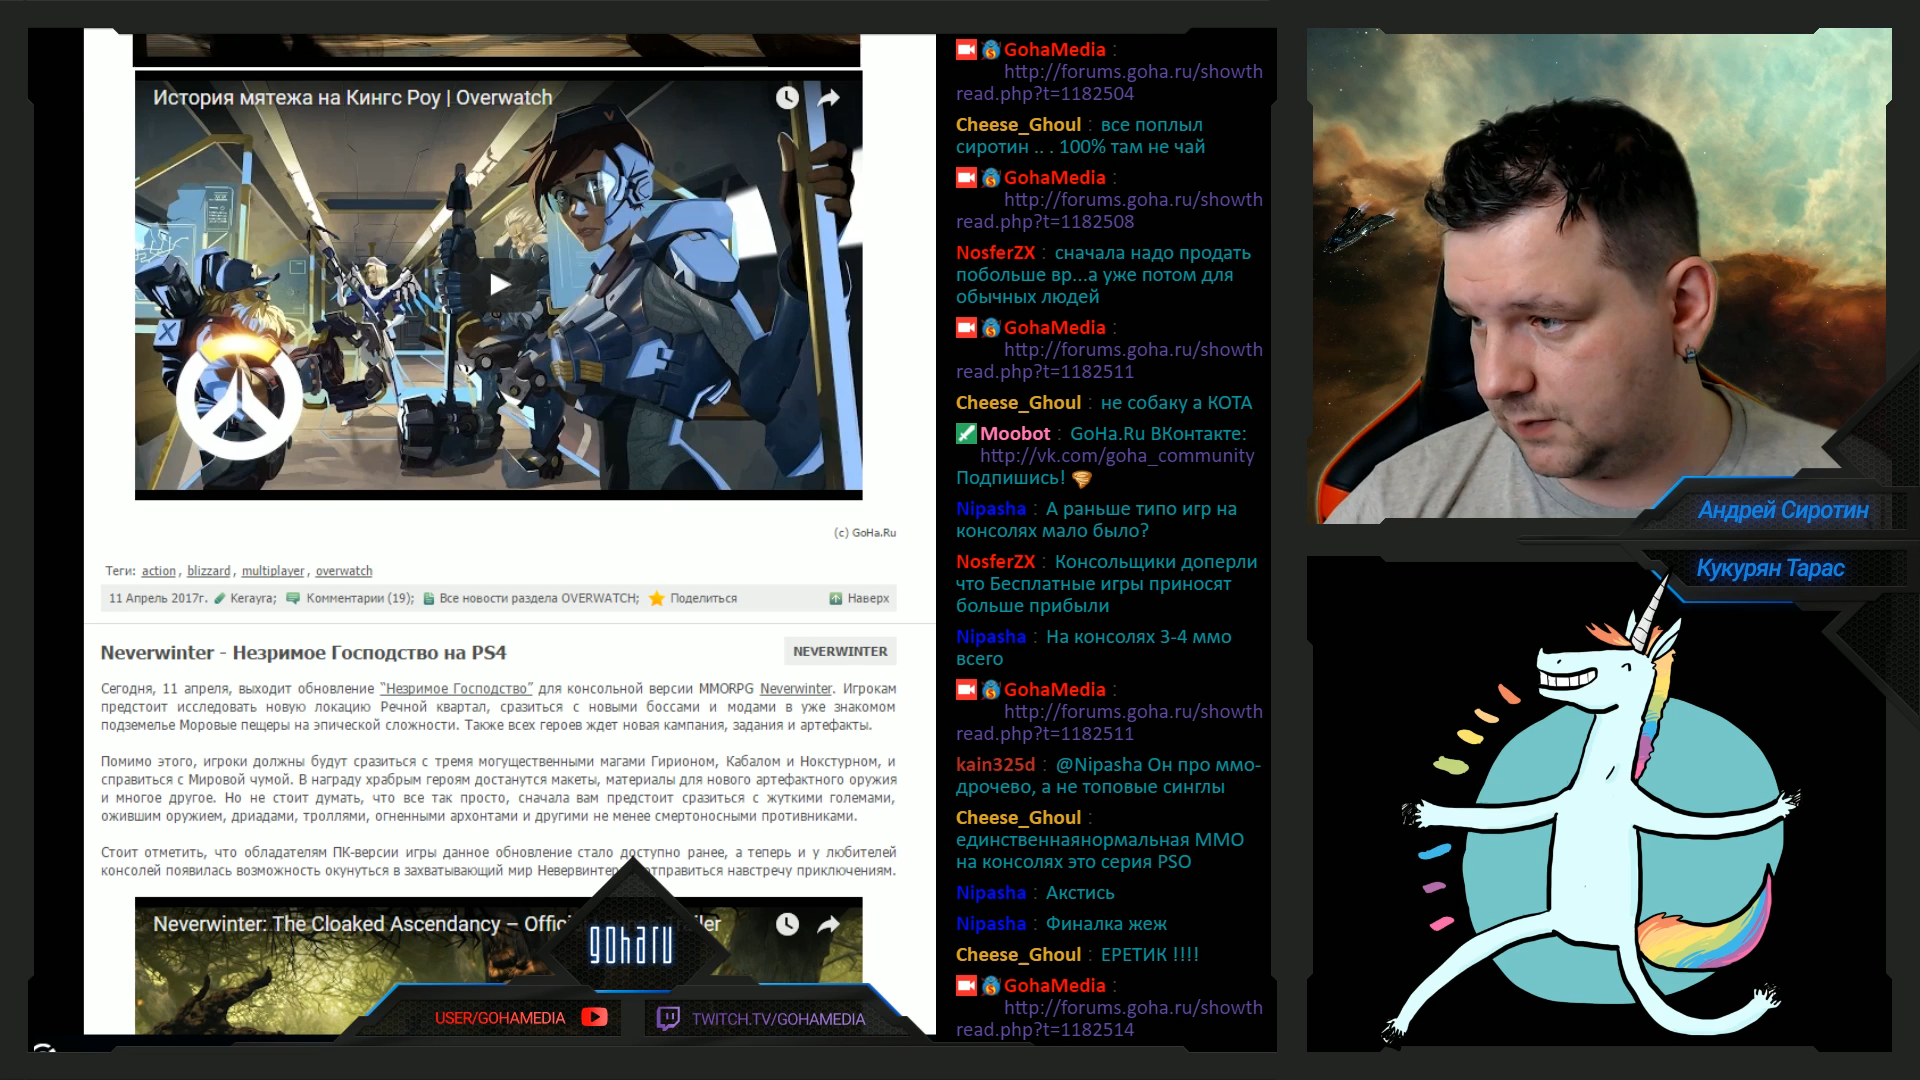 История мятежа на Кингс Роу | Overwatch
(c) GoHa.Ru
Теги: action, blizzard, multiplayer, overwatch
11 Апрель 2017г. Kerayга; Комментарии (19); Все новости раздела OVERWATCH; Поделиться Наверх
Neverwinter - Незримое Господство на PS4
NEVERWINTER
Сегодня, 11 апреля, выходит обновление "Незримое Господство" для консольной версии MMORPG Neverwinter. Игрокам
предстоит исследовать новую локацию Речной квартал, сразиться с новыми боссами и модами в уже знакомом
подземелье Моровые пещеры на эпической сложности. Также всех героев ждет новая кампания, задания и артефакты.
Помимо этого, игроки должны будут сразиться с тремя могущественными магами Гирионом, Кабалом и Нокстурном, и
справиться с Мировой чумой. В награду храбрым героям достанутся макеты, материалы для нового артефактного оружия
и многое другое. Но не стоит думать, что все так просто, сначала вам предстоит сразиться с жуткими големами,
ожившим оружием, дриадами, троллями, огненными архонтами и другими не менее смертоносными противниками.
Стоит отметить, что обладателям ПК-версии игры данное обновление стало доступно ранее, а теперь и у любителей
консолей появилась возможность окунуться в захватывающий мир Невервинтер отправиться навстречу приключениям.
Neverwinter: The Cloaked Ascendancy –
goharu
USER/GOHAMEDIA
TWITCH.TV/GOHAMEDIA
GohaMedia :
http://forums.goha.ru/showth
read.php?t=1182504
Cheese_Ghoul : все поплыл
сиротин .. . 100% там не чай
GohaMedia :
http://forums.goha.ru/showth
read.php?t=1182508
NosferZX : сначала надо продать
побольше вр...а уже потом для
обычных людей
GohaMedia :
http://forums.goha.ru/showth
read.php?t=1182511
Cheese_Ghoul : не собаку а КОТА
Moobot : GoHa.Ru ВКонтакте:
http://vk.com/goha_community
Подпишись!
Nipasha : А раньше типо игр на
консолях мало было?
NosferZX : Консольщики доперли
что Бесплатные игры приносят
больше прибыли
Nipasha : На консолях 3-4 ммо
всего
GohaMedia :
http://forums.goha.ru/showth
read.php?t=1182511
kain325d : @Nipasha Он про ммо-
дрочево, а не топовые синглы
Cheese_Ghoul :
единственнаянормальная ММО
на консолях это серия PSO
Nipasha : Акстись
Nipasha : Финалка жеж
Cheese_Ghoul : ЕРЕТИК !!!!
GohaMedia :
http://forums.goha.ru/showth
read.php?t=1182514
Андрей Сиротин
Кукурян Тарас